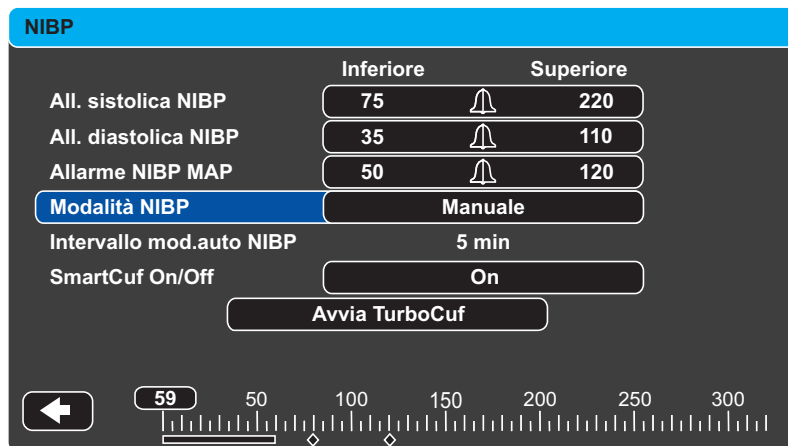 NIBP
Inferiore Superiore
All. sistolica NIBP 75 220
All. diastolica NIBP 35 110
Allarme NIBP MAP 50 120
Modalità NIBP Manuale
Intervallo mod.auto NIBP 5 min
SmartCuf On/Off On
Avvia TurboCuf
59 50 100 150 200 250 300